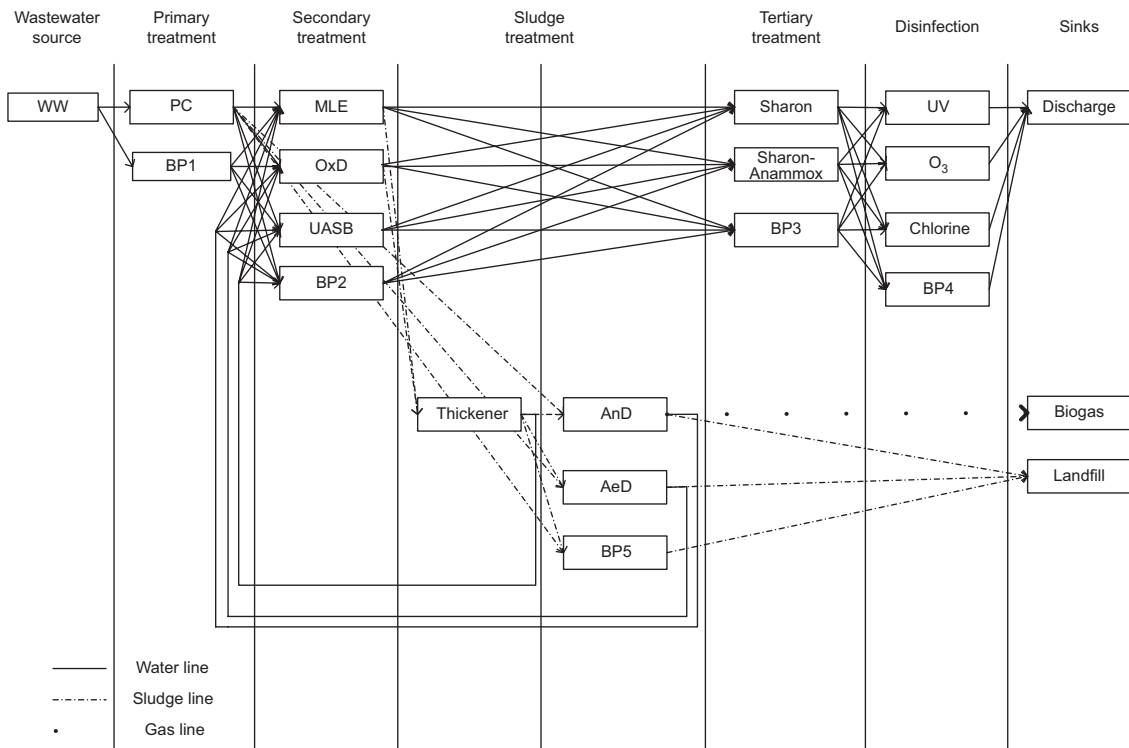 Wastewater
source
Primary
treatment
Secondary
treatment
Sludge
treatment
Tertiary
treatment
Disinfection
Sinks
WW
PC
MLE
Sharon
UV
Discharge
BP1
OxD
Sharon-
Anammox
O3
UASB
BP3
Chlorine
BP2
BP4
Thickener
AnD
Biogas
AeD
Landfill
BP5
Water line
Sludge line
Gas line